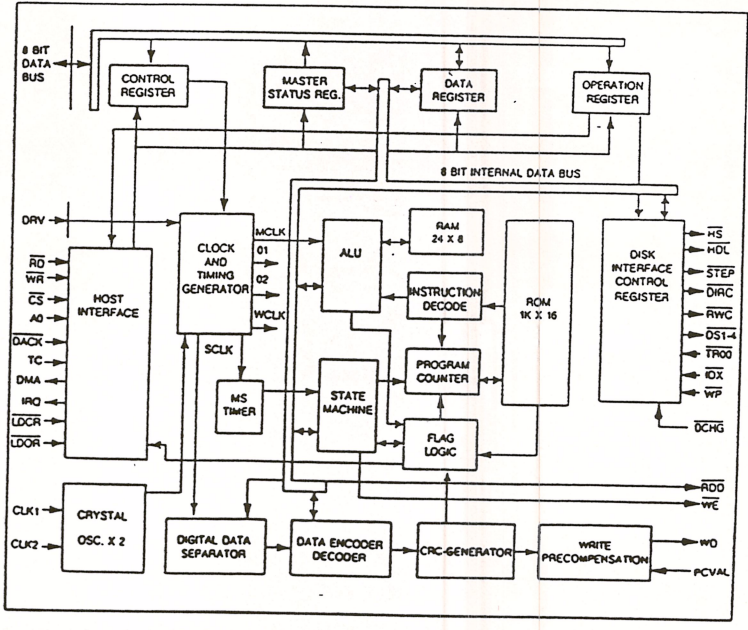 8 BIT
DATA
BUS
CONTROL
REGISTER
MASTER
STATUS REG.
DATA
REGISTER
OPERATION
REGISTER
8 BIT INTERNAL DATA BUS
DRV
CLOCK
AND
TIMING
GENERATOR
MCLK
01
02
WCLK
SCLK
ALU
RAM
24 X 8
INSTRUCTION
DECODE
ROM
1K X 16
DISK
INTERFACE
CONTROL
REGISTER
HS
HDL
STEP
DIRC
RWC
DS1-4
TR00
IDX
WP
DCHG
HOST
INTERFACE
RD
WR
CS
A0
DACK
TC
DMA
IRQ
LDCR
LDOR
MS
TIMER
STATE
MACHINE
PROGRAM
COUNTER
FLAG
LOGIC
RDD
WE
CLK1
CLK2
CRYSTAL
OSC. X 2
DIGITAL DATA
SEPARATOR
DATA ENCODER
DECODER
CRC-GENERATOR
WRITE
PRECOMPENSATION
WD
PCVAL